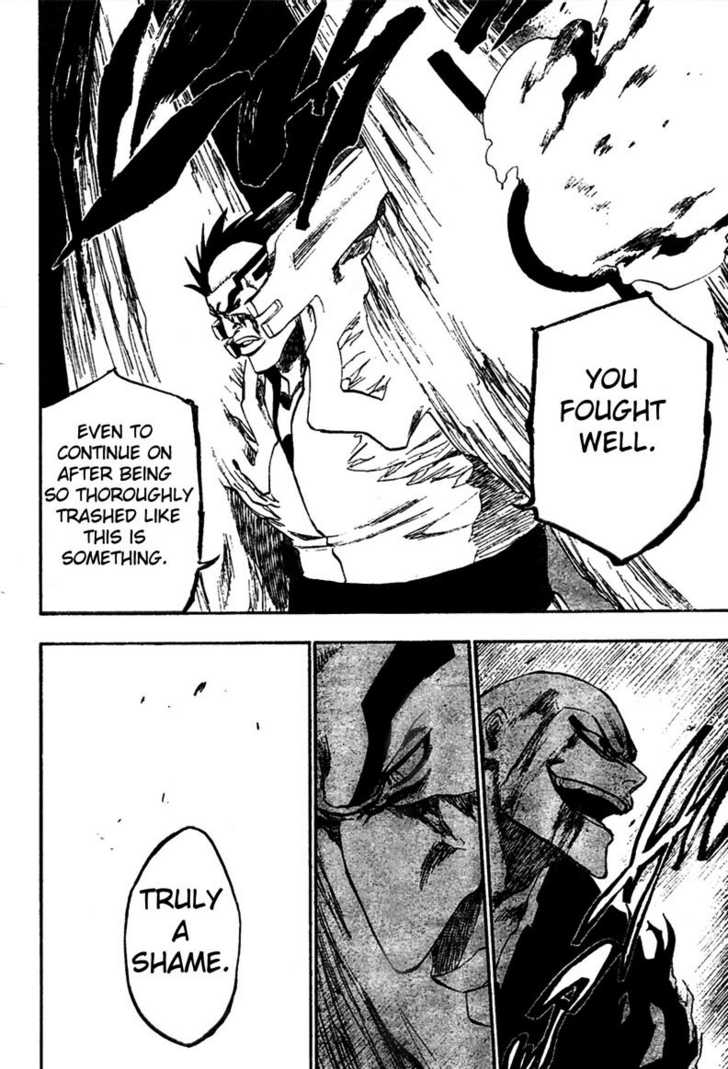 YOU
FOUGHT
WELL.
EVEN TO
CONTINUE ON
AFTER BEING
SO THOROUGHLY
TRASHED LIKE
THIS IS
SOMETHING.
TRULY
A
SHAME.